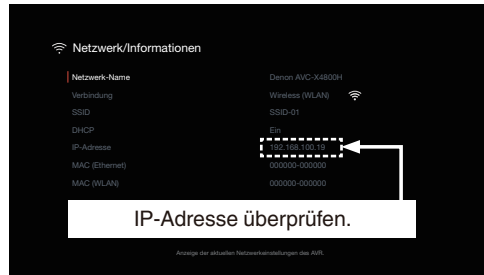 Netzwerk/Informationen
Netzwerk-Name Denon AVC-X4800H
Verbindung Wireless (WLAN)
SSID SSID-01
DHCP Ein
IP-Adresse 192.168.100.19
MAC (Ethernet) 000000-000000
MAC (WLAN) 000000-000000
IP-Adresse überprüfen.
Anzeige der aktuellen Netzwerkeinstellungen des AVR.